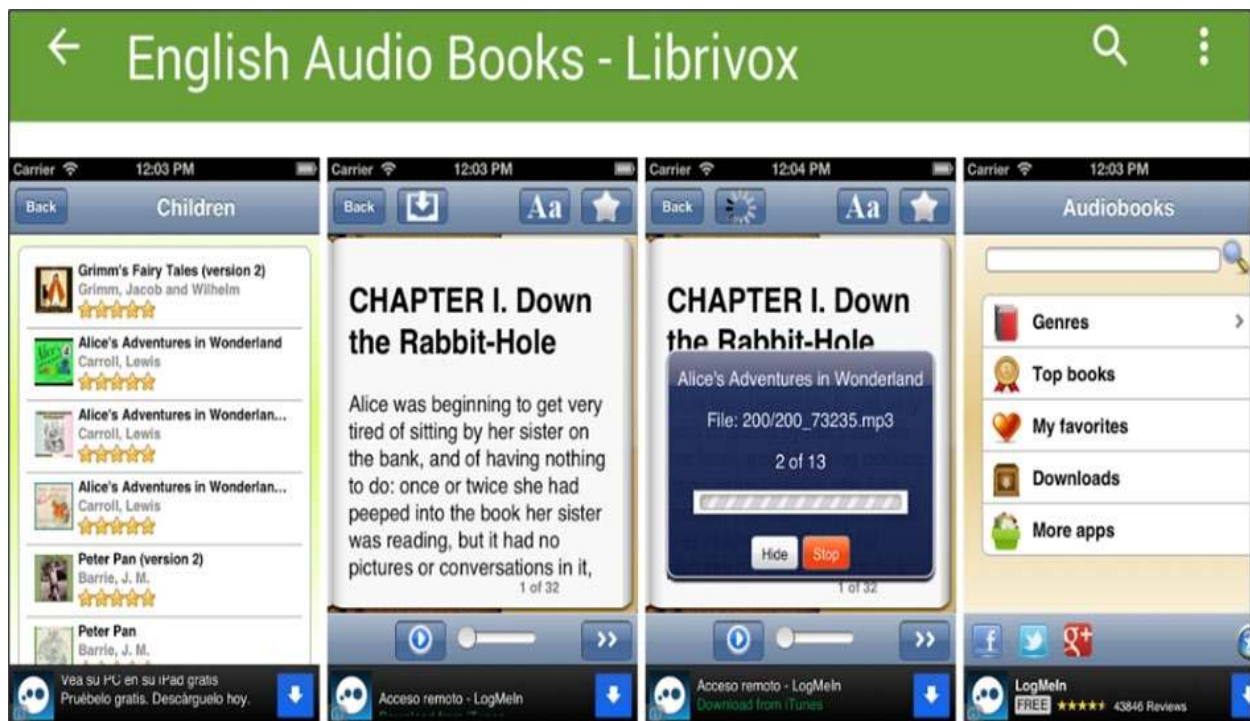 English Audio Books - Librivox
Carrier 12:03 PM
Back Children
Grimm's Fairy Tales (version 2)
Grimm, Jacob and Wilhelm
Alice's Adventures in Wonderland
Carroll, Lewis
Alice's Adventures in Wonderlan...
Carroll, Lewis
Alice's Adventures in Wonderlan...
Carroll, Lewis
Peter Pan (version 2)
Barrie, J. M.
Peter Pan
Barrie, J. M.
Vea su PC en su iPad gratis
Pruébelo gratis. Descárguelo hoy.
Carrier 12:03 PM
Back Aa
CHAPTER I. Down
the Rabbit-Hole
Alice was beginning to get very
tired of sitting by her sister on
the bank, and of having nothing
to do: once or twice she had
peeped into the book her sister
was reading, but it had no
pictures or conversations in it,
1 of 32
Acceso remoto - LogMeIn
Download from iTunes
Carrier 12:04 PM
Back Aa
CHAPTER I. Down
the Rabbit-Hole
Alice's Adventures in Wonderland
File: 200/200_73235.mp3
2 of 13
Hide Stop
1 of 32
Acceso remoto - LogMeIn
Download from iTunes
Carrier 12:03 PM
Audiobooks
Genres
Top books
My favorites
Downloads
More apps
f g+
LogMeIn
FREE 43846 Reviews